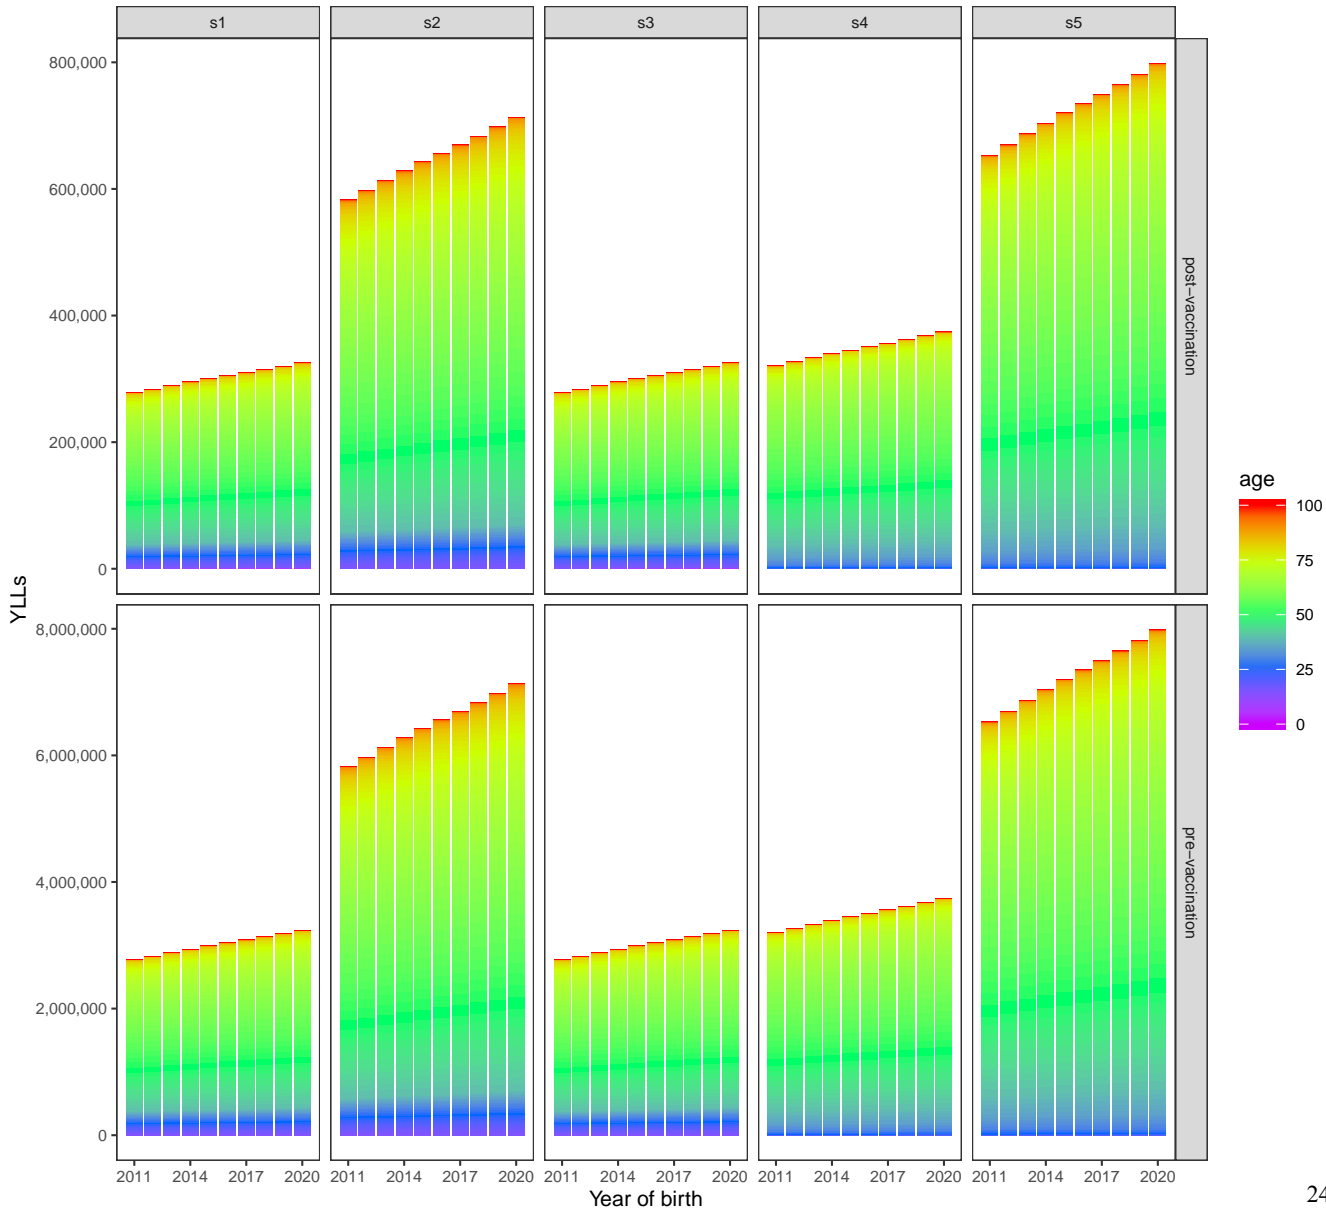 s1 s2 s3 s4 s5
800,000
600,000
400,000
200,000
0
post−vaccination
8,000,000
6,000,000
4,000,000
2,000,000
0
pre−vaccination
YLLs
2011 2014 2017 2020 2011 2014 2017 2020 2011 2014 2017 2020 2011 2014 2017 2020 2011 2014 2017 2020
Year of birth
age
100
75
50
25
0
24